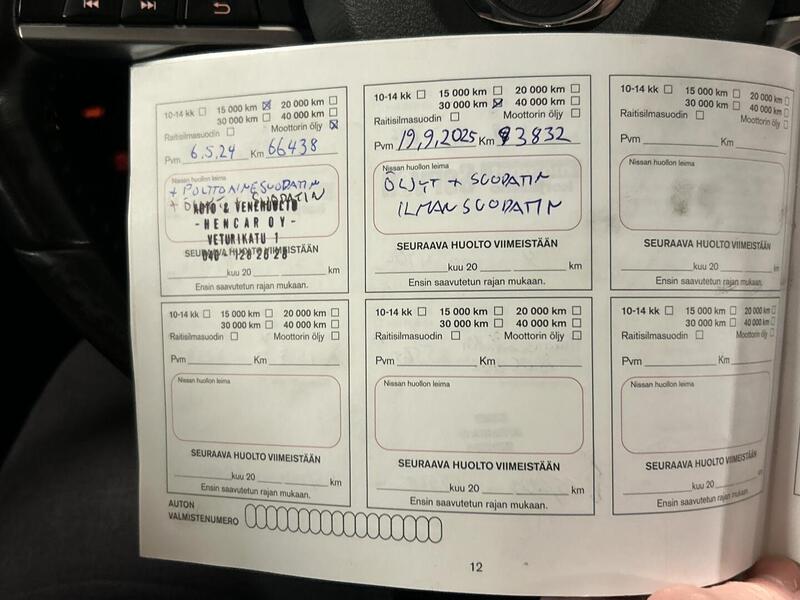 10-14 kk ☐ 15 000 km ☒ 20 000 km ☐
30 000 km ☐ 40 000 km ☐
Raitisilmasuodin ☐ Moottorin öljy ☒
Pvm 6.5.24 Km 66438
Nissan huollon leima
+ POLTTOAINESUODATIN
+ ÖLJYT SUODATIN
AUTO & VENEHUOLTO
- HENCAR OY -
VETURIKATU 1
SEURAAVA HUOLTO VIIMEISTÄÄN
kuu 20 km
Ensin saavutetun rajan mukaan.
10-14 kk ☐ 15 000 km ☐ 20 000 km ☐
30 000 km ☒ 40 000 km ☐
Raitisilmasuodin ☐ Moottorin öljy ☐
Pvm 19,9,2025 Km 93832
Nissan huollon leima
ÖLJYT + SUODATIN
ILMANSUODATIN
SEURAAVA HUOLTO VIIMEISTÄÄN
kuu 20 km
Ensin saavutetun rajan mukaan.
10-14 kk ☐ 15 000 km ☐ 20 000 km ☐
30 000 km ☐ 40 000 km ☐
Raitisilmasuodin ☐ Moottorin öljy ☐
Pvm Km
Nissan huollon leima
SEURAAVA HUOLTO VIIMEISTÄÄN
kuu 20 km
Ensin saavutetun rajan mukaan.
10-14 kk ☐ 15 000 km ☐ 20 000 km ☐
30 000 km ☐ 40 000 km ☐
Raitisilmasuodin ☐ Moottorin öljy ☐
Pvm Km
Nissan huollon leima
SEURAAVA HUOLTO VIIMEISTÄÄN
kuu 20 km
Ensin saavutetun rajan mukaan.
10-14 kk ☐ 15 000 km ☐ 20 000 km ☐
30 000 km ☐ 40 000 km ☐
Raitisilmasuodin ☐ Moottorin öljy ☐
Pvm Km
Nissan huollon leima
SEURAAVA HUOLTO VIIMEISTÄÄN
kuu 20 km
Ensin saavutetun rajan mukaan.
10-14 kk ☐ 15 000 km ☐ 20 000 km ☐
30 000 km ☐ 40 000 km ☐
Raitisilmasuodin ☐ Moottorin öljy ☐
Pvm Km
Nissan huollon leima
SEURAAVA HUOLTO VIIMEISTÄÄN
kuu 20 km
Ensin saavutetun rajan mukaan.
AUTON
VALMISTENUMERO
12